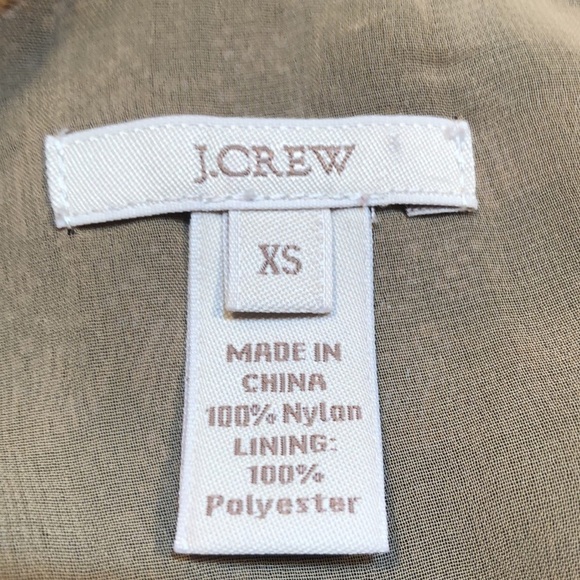 J.CREW
XS
MADE IN
CHINA
100% Nylon
LINING:
100%
Polyester